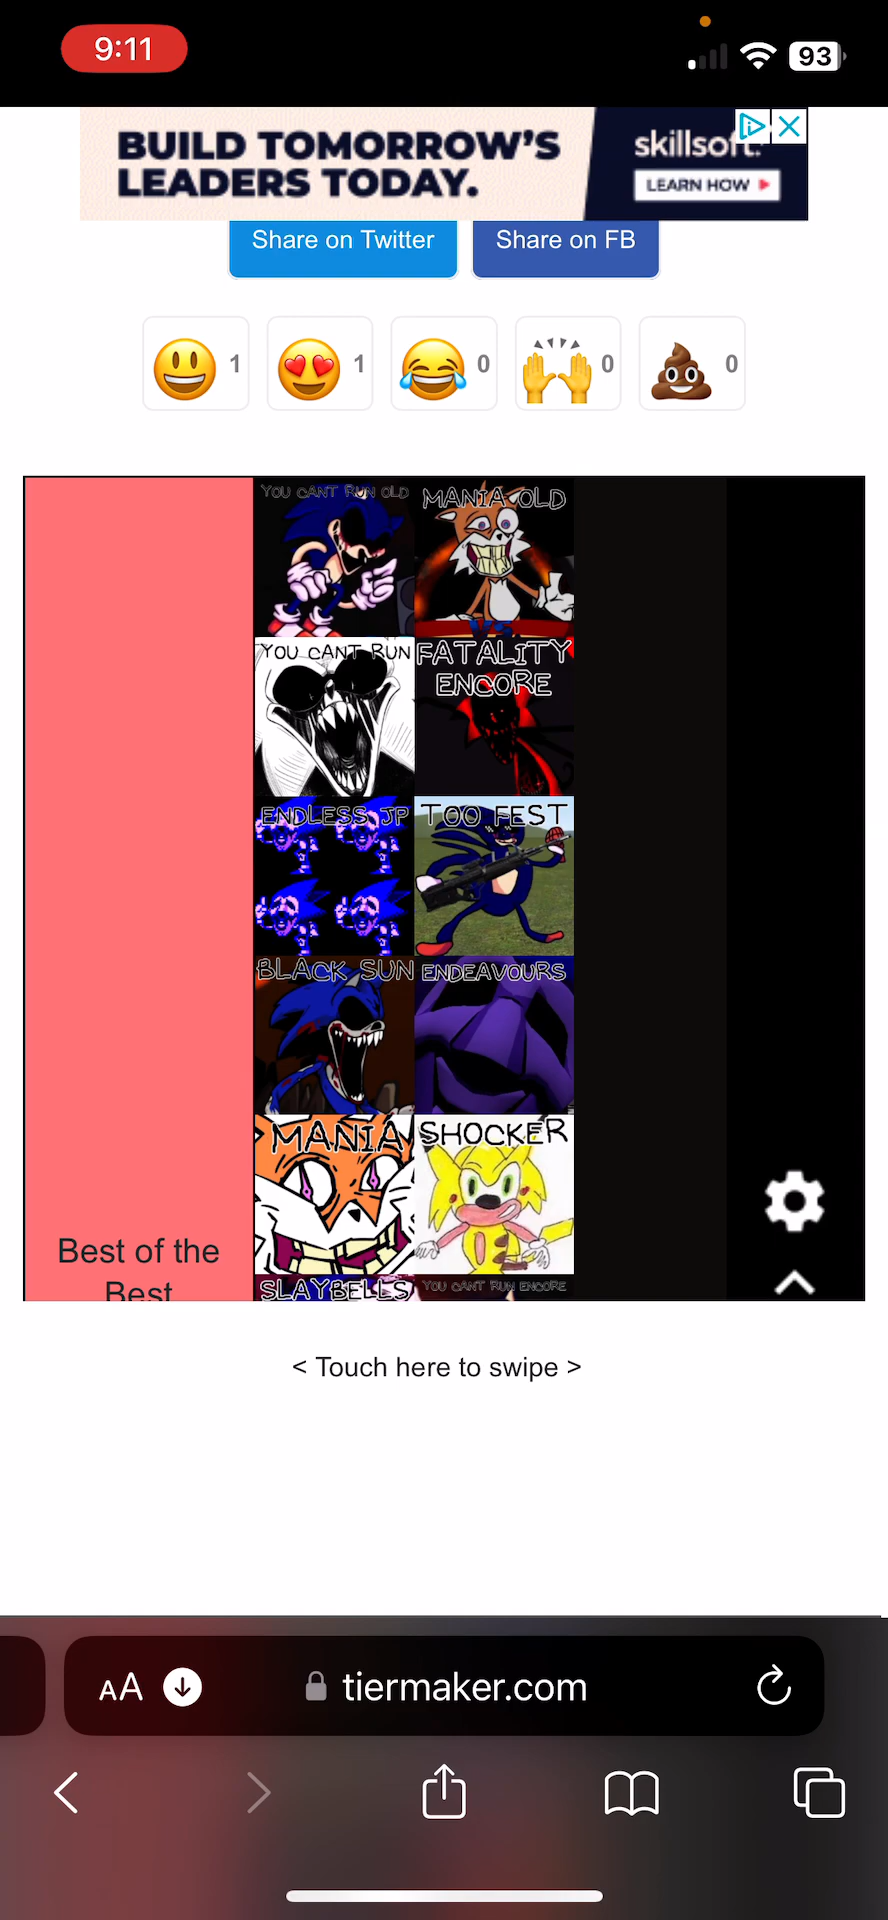 9:11
93
BUILD TOMORROW'S
LEADERS TODAY.
skillsoft.
LEARN HOW
Share on Twitter
Share on FB
1
1
0
0
0
YOU CANT RUN OLD
MANIA OLD
VS
YOU CANT RUN
FATALITY
ENCORE
ENDLESS JP
TOO FEST
BLACK SUN
ENDEAVOURS
MANIA
SHOCKER
Best of the
Best
SLAYBELLS
YOU CANT RUN ENCORE
< Touch here to swipe >
AA
tiermaker.com